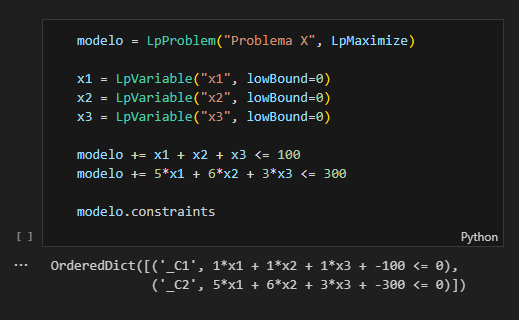 modelo = LpProblem("Problema X", LpMaximize)
x1 = LpVariable("x1", lowBound=0)
x2 = LpVariable("x2", lowBound=0)
x3 = LpVariable("x3", lowBound=0)
modelo += x1 + x2 + x3 <= 100
modelo += 5*x1 + 6*x2 + 3*x3 <= 300
modelo.constraints
[ ]
Python
... OrderedDict([('_C1', 1*x1 + 1*x2 + 1*x3 + -100 <= 0),
('_C2', 5*x1 + 6*x2 + 3*x3 + -300 <= 0)])